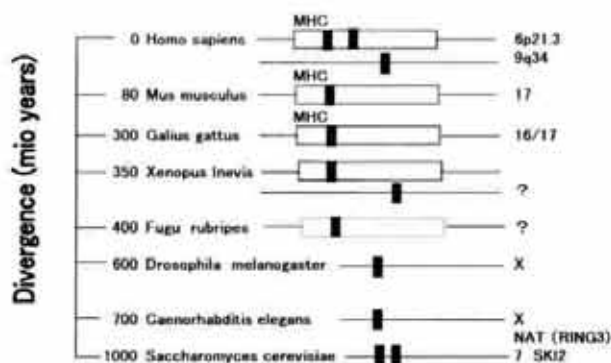 MHC
0 Homo sapiens 6p21.3
9q34
MHC
80 Mus musculus 17
MHC
300 Galius gattus 16/17
350 Xenopus lnevis
?
400 Fugu rubripes ?
600 Drosophila melanogaster X
700 Gaenorhabditis elegans X
NAT (RING3)
1000 Saccharomyces cerevisiae 7 SKI2
Divergence (mio years)